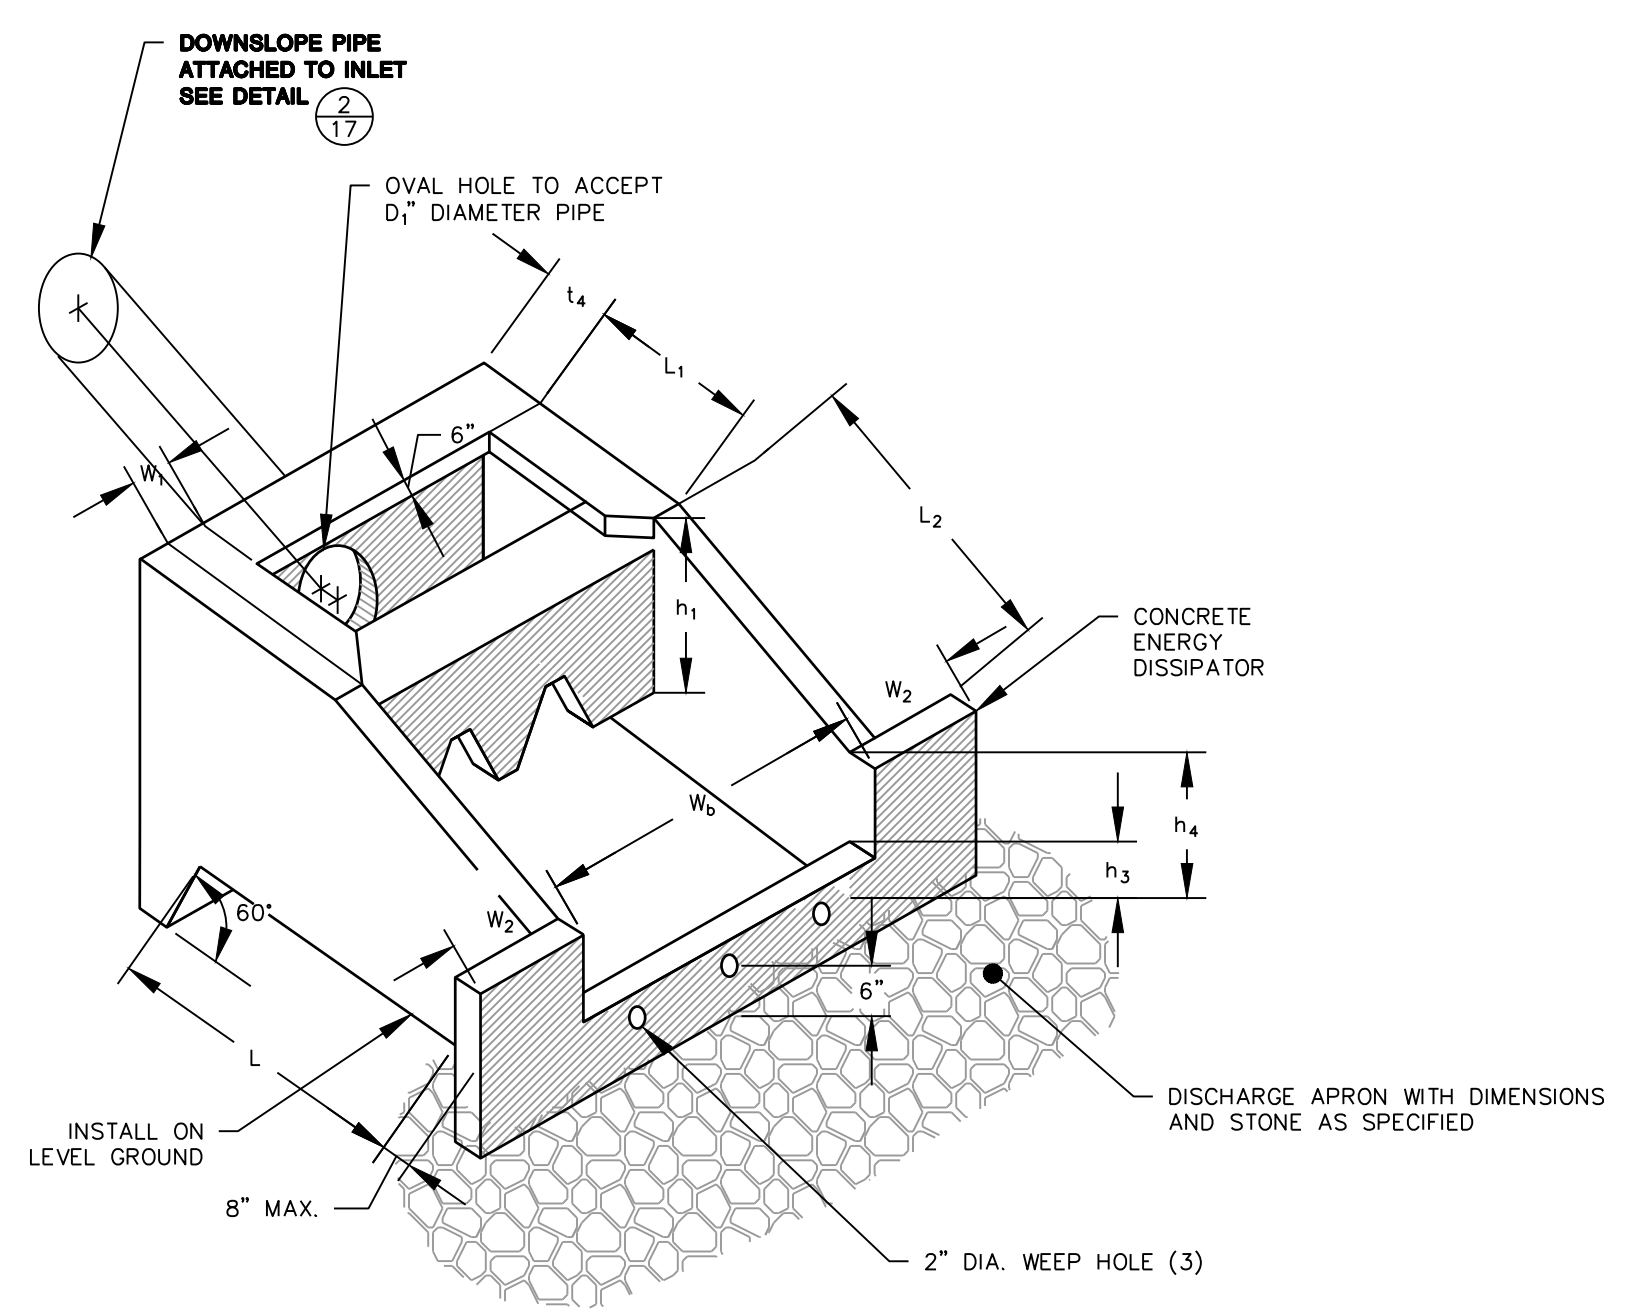 DOWNSLOPE PIPE
ATTACHED TO INLET
SEE DETAIL
2
17
OVAL HOLE TO ACCEPT
D₁” DIAMETER PIPE
t₄
L₁
6”
W₁
L₂
h₁
CONCRETE
ENERGY
DISSIPATOR
W₂
W_b
h₄
h₃
60°
W₂
6”
L
INSTALL ON
LEVEL GROUND
DISCHARGE APRON WITH DIMENSIONS
AND STONE AS SPECIFIED
8” MAX.
2” DIA. WEEP HOLE (3)